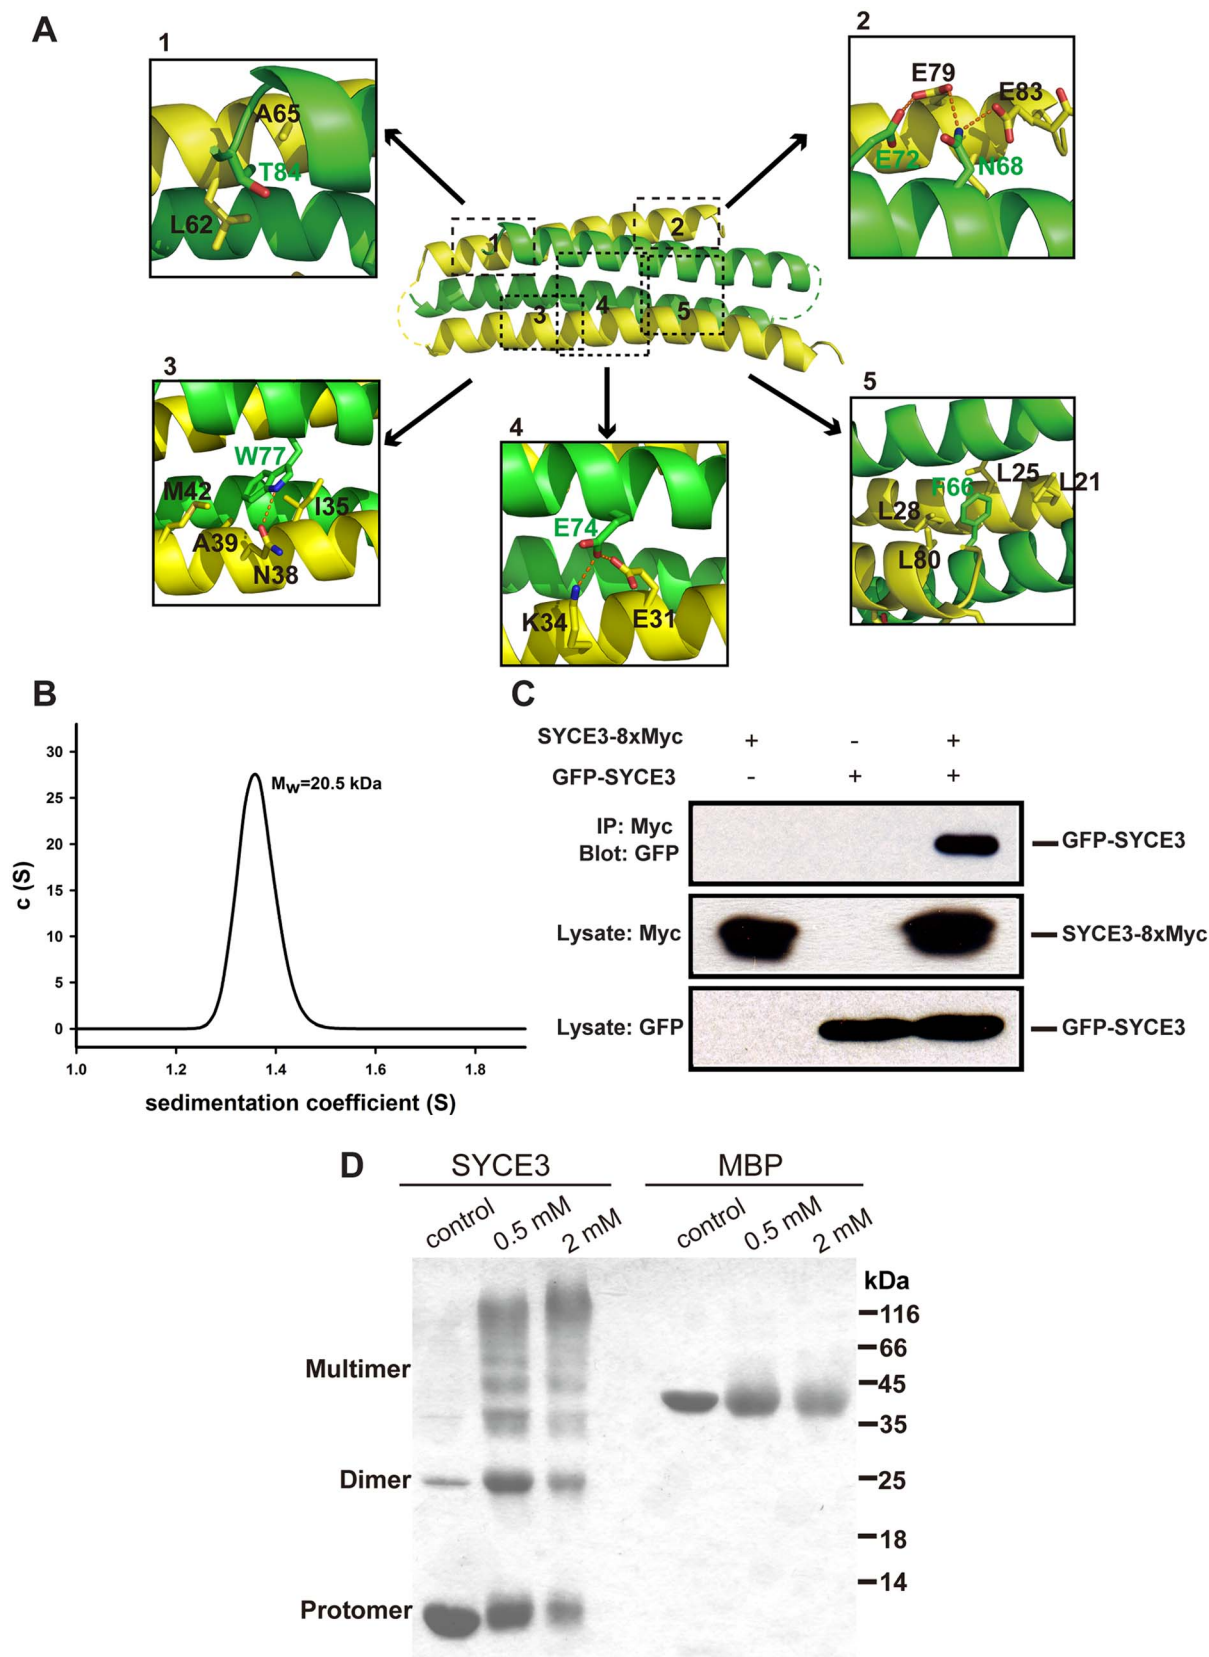 A
1
A65
T84
L62
2
E79
E83
E72
N68
1
2
3
4
5
3
W77
M42
I35
A39
N38
4
E74
K34
E31
5
L25
L21
F66
L28
L80
B
30
25
20
15
10
5
0
c (S)
Mw=20.5 kDa
1.0 1.2 1.4 1.6 1.8
sedimentation coefficient (S)
C
SYCE3-8xMyc + - +
GFP-SYCE3 - + +
IP: Myc
Blot: GFP
GFP-SYCE3
Lysate: Myc
SYCE3-8xMyc
Lysate: GFP
GFP-SYCE3
D
SYCE3 MBP
control 0.5 mM 2 mM control 0.5 mM 2 mM
kDa
116
66
Multimer
45
35
Dimer
25
18
14
Protomer